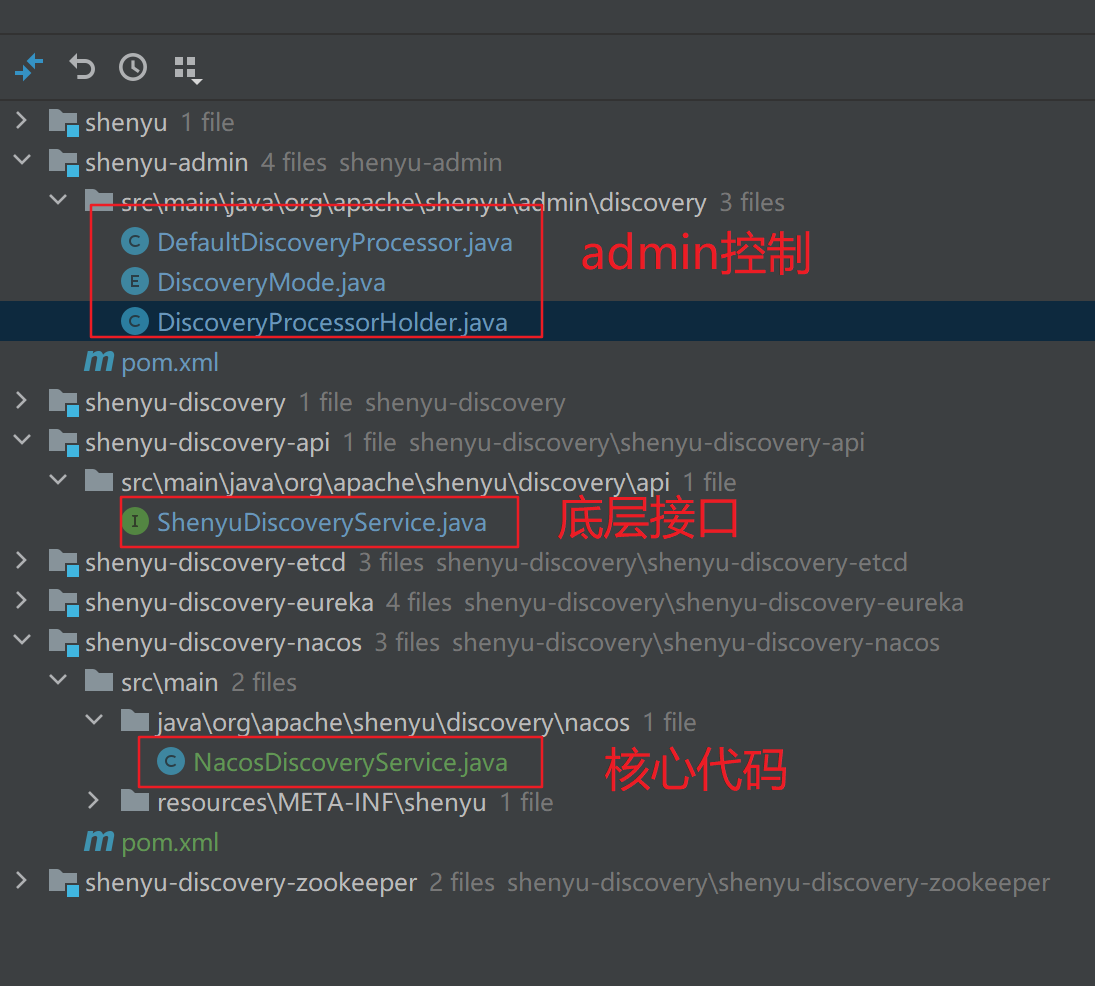 shenyu 1 file
shenyu-admin 4 files shenyu-admin
src\main\java\org\apache\shenyu\admin\discovery 3 files
C DefaultDiscoveryProcessor.java
admin控制
E DiscoveryMode.java
C DiscoveryProcessorHolder.java
m pom.xml
shenyu-discovery 1 file shenyu-discovery
shenyu-discovery-api 1 file shenyu-discovery\shenyu-discovery-api
src\main\java\org\apache\shenyu\discovery\api 1 file
I ShenyuDiscoveryService.java 底层接口
shenyu-discovery-etcd 3 files shenyu-discovery\shenyu-discovery-etcd
shenyu-discovery-eureka 4 files shenyu-discovery\shenyu-discovery-eureka
shenyu-discovery-nacos 3 files shenyu-discovery\shenyu-discovery-nacos
src\main 2 files
java\org\apache\shenyu\discovery\nacos 1 file
C NacosDiscoveryService.java 核心代码
resources\META-INF\shenyu 1 file
m pom.xml
shenyu-discovery-zookeeper 2 files shenyu-discovery\shenyu-discovery-zookeeper